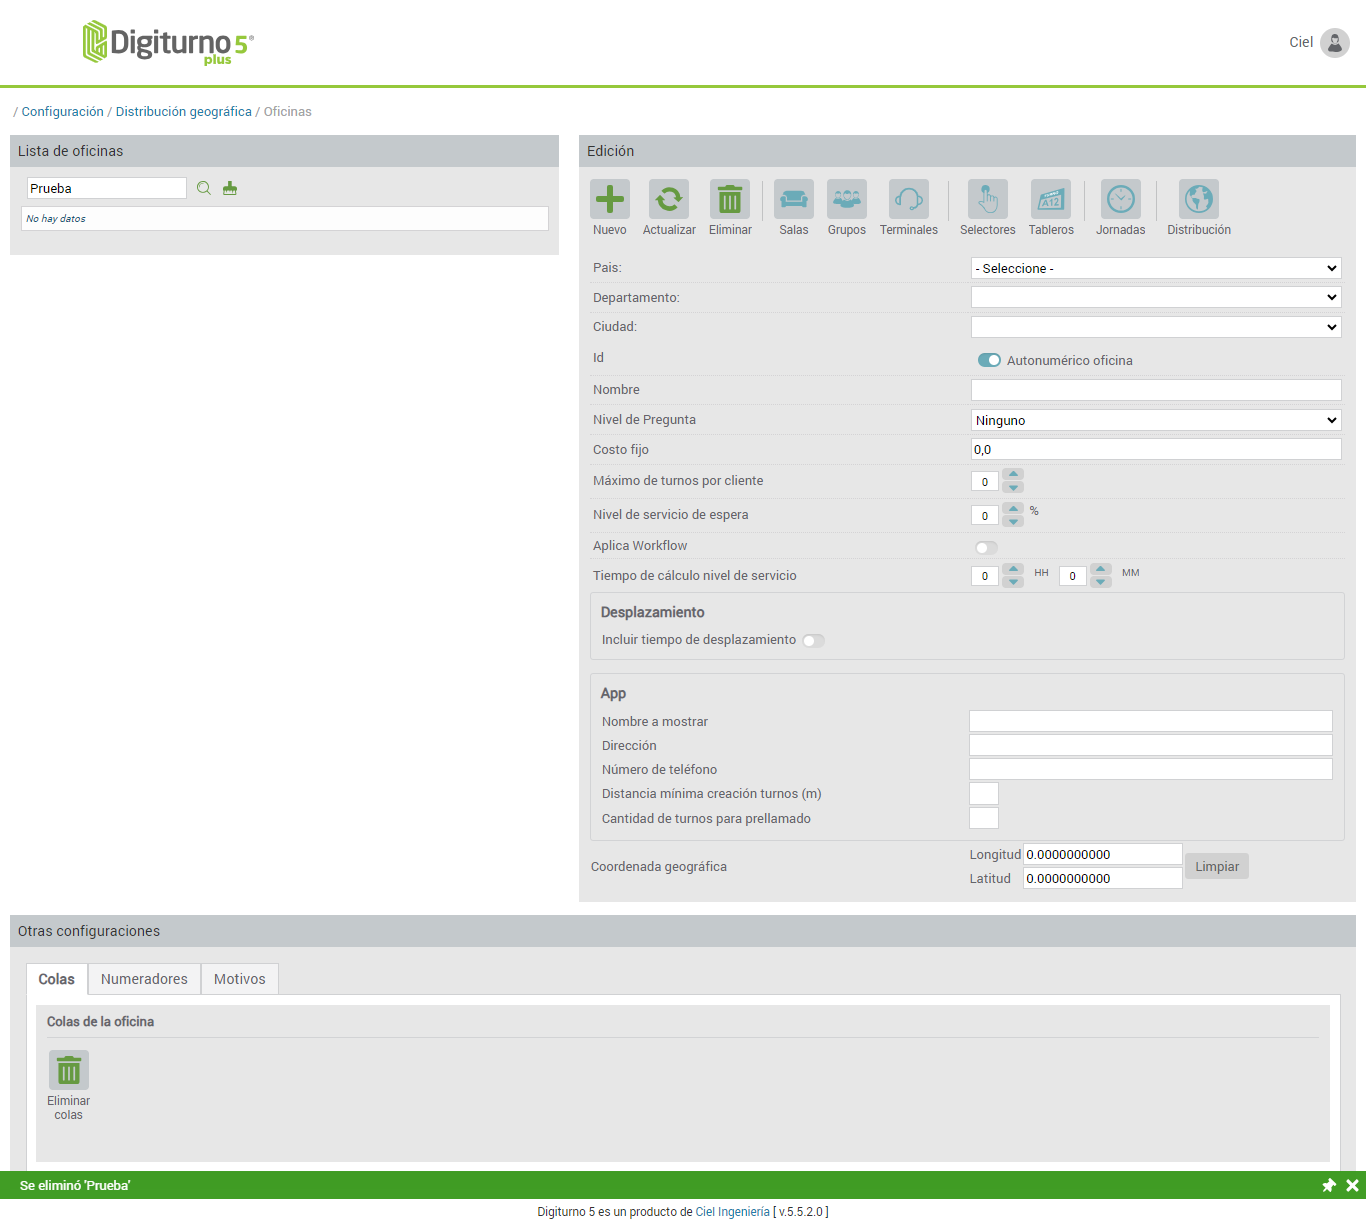 Digiturno 5®
plus
Ciel
/ Configuración / Distribución geográfica / Oficinas
Lista de oficinas
Prueba
No hay datos
Edición
Nuevo Actualizar Eliminar Salas Grupos Terminales Selectores Tableros Jornadas Distribución
TURNO
A12
Pais: - Seleccione -
Departamento:
Ciudad:
Id Autonumérico oficina
Nombre
Nivel de Pregunta Ninguno
Costo fijo 0,0
Máximo de turnos por cliente 0
Nivel de servicio de espera 0 %
Aplica Workflow
Tiempo de cálculo nivel de servicio 0 HH 0 MM
Desplazamiento
Incluir tiempo de desplazamiento
App
Nombre a mostrar
Dirección
Número de teléfono
Distancia mínima creación turnos (m)
Cantidad de turnos para prellamado
Coordenada geográfica
Longitud 0.0000000000
Latitud 0.0000000000
Limpiar
Otras configuraciones
Colas Numeradores Motivos
Colas de la oficina
Eliminar
colas
Se eliminó 'Prueba'
Digiturno 5 es un producto de Ciel Ingeniería [ v.5.5.2.0 ]